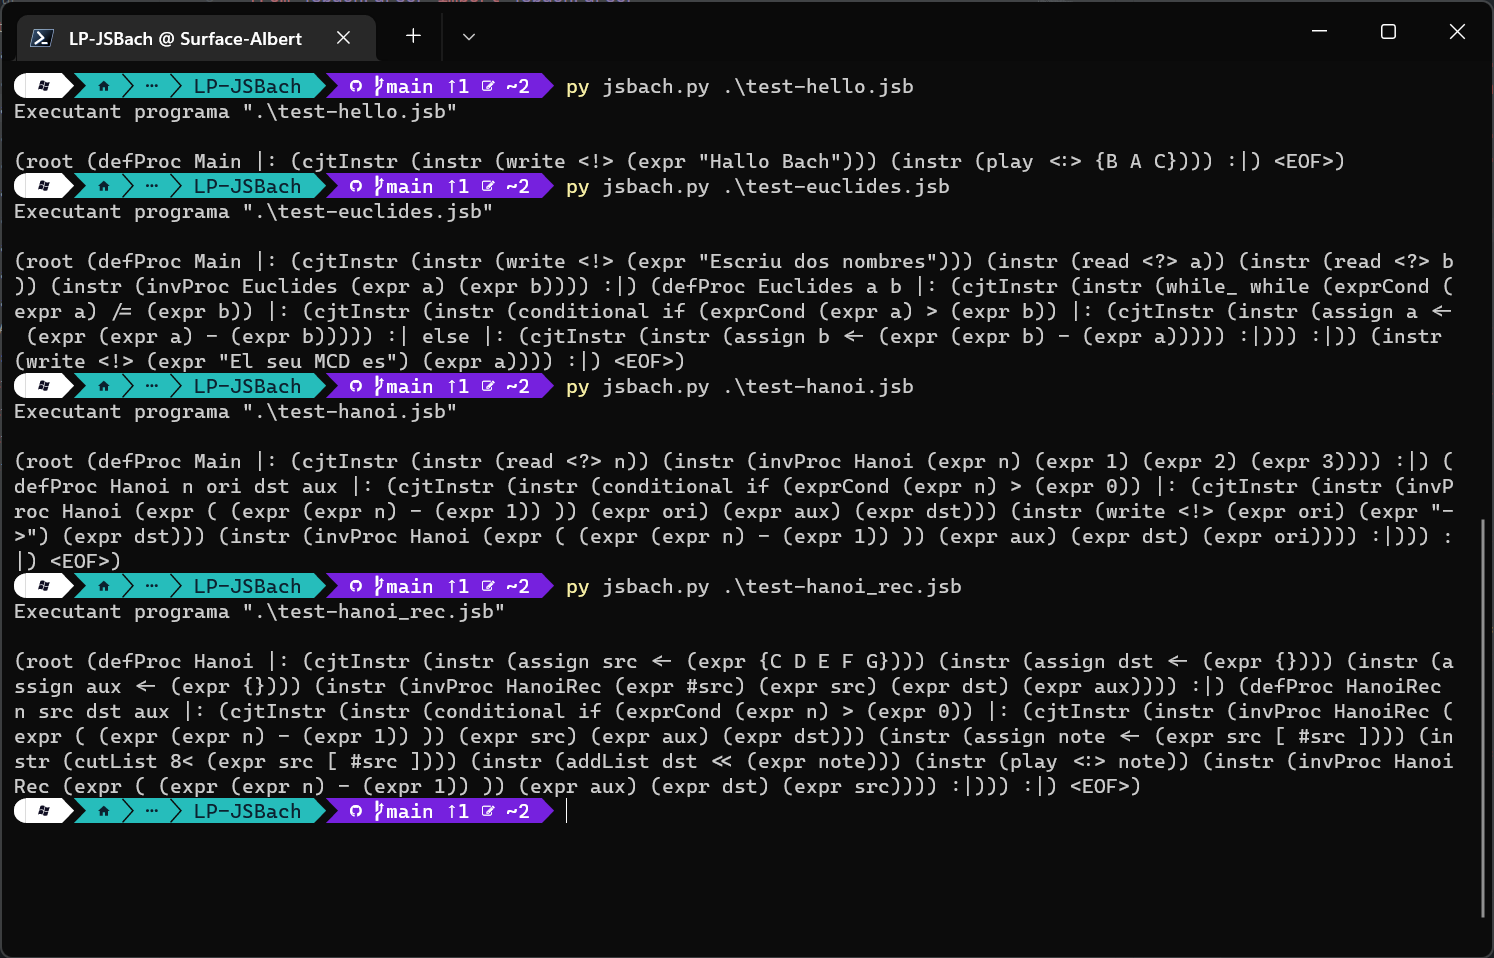 LP-JSBach @ Surface-Albert
LP-JSBach main ↑1 ~2 py jsbach.py .\test-hello.jsb
Executant programa ".\test-hello.jsb"
(root (defProc Main |: (cjtInstr (instr (write <!> (expr "Hallo Bach"))) (instr (play <:> {B A C}))) :|) <EOF>)
LP-JSBach main ↑1 ~2 py jsbach.py .\test-euclides.jsb
Executant programa ".\test-euclides.jsb"
(root (defProc Main |: (cjtInstr (instr (write <!> (expr "Escriu dos nombres"))) (instr (read <?> a)) (instr (read <?> b
)) (instr (invProc Euclides (expr a) (expr b)))) :|) (defProc Euclides a b |: (cjtInstr (instr (while_ while (exprCond (
expr a) /= (expr b)) |: (cjtInstr (instr (conditional if (exprCond (expr a) > (expr b)) |: (cjtInstr (instr (assign a <-
(expr (expr a) - (expr b))))) :| else |: (cjtInstr (instr (assign b <- (expr (expr b) - (expr a))))) :|))) :|)) (instr
(write <!> (expr "El seu MCD es") (expr a)))) :|) <EOF>)
LP-JSBach main ↑1 ~2 py jsbach.py .\test-hanoi.jsb
Executant programa ".\test-hanoi.jsb"
(root (defProc Main |: (cjtInstr (instr (read <?> n)) (instr (invProc Hanoi (expr n) (expr 1) (expr 2) (expr 3)))) :|) (
defProc Hanoi n ori dst aux |: (cjtInstr (instr (conditional if (exprCond (expr n) > (expr 0)) |: (cjtInstr (instr (invP
roc Hanoi (expr ( (expr (expr n) - (expr 1)) )) (expr ori) (expr aux) (expr dst))) (instr (write <!> (expr ori) (expr "-
>") (expr dst))) (instr (invProc Hanoi (expr ( (expr (expr n) - (expr 1)) )) (expr aux) (expr dst) (expr ori)))) :|))) :
|) <EOF>)
LP-JSBach main ↑1 ~2 py jsbach.py .\test-hanoi_rec.jsb
Executant programa ".\test-hanoi_rec.jsb"
(root (defProc Hanoi |: (cjtInstr (instr (assign src <- (expr {C D E F G}))) (instr (assign dst <- (expr {}))) (instr (a
ssign aux <- (expr {}))) (instr (invProc HanoiRec (expr #src) (expr src) (expr dst) (expr aux)))) :|) (defProc HanoiRec
n src dst aux |: (cjtInstr (instr (conditional if (exprCond (expr n) > (expr 0)) |: (cjtInstr (instr (invProc HanoiRec (
expr ( (expr (expr n) - (expr 1)) )) (expr src) (expr aux) (expr dst))) (instr (assign note <- (expr src [ #src ]))) (in
str (cutList 8< (expr src [ #src ]))) (instr (addList dst << (expr note))) (instr (play <:> note)) (instr (invProc Hanoi
Rec (expr ( (expr (expr n) - (expr 1)) )) (expr aux) (expr dst) (expr src)))) :|))) :|) <EOF>)
LP-JSBach main ↑1 ~2